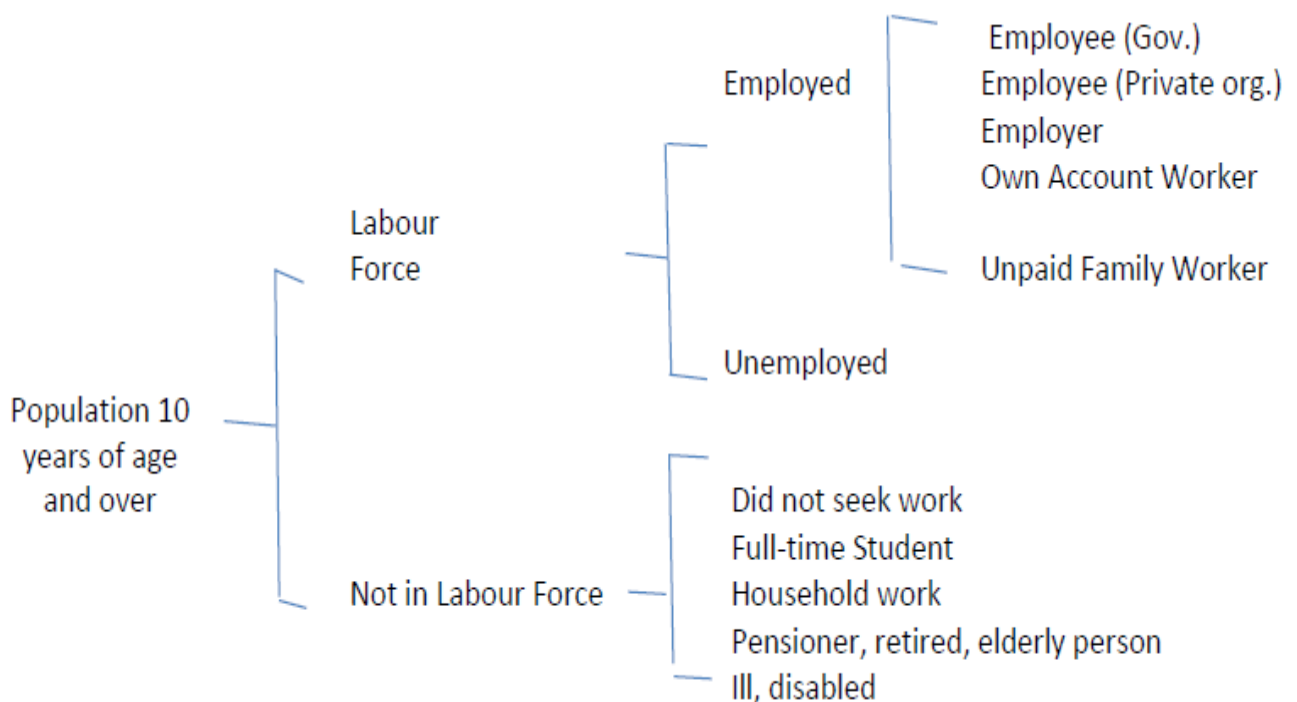 Employee (Gov.)
Employed
Employee (Private org.)
Employer
Own Account Worker
Labour
Force
Unpaid Family Worker
Unemployed
Population 10
years of age
and over
Did not seek work
Full-time Student
Not in Labour Force
Household work
Pensioner, retired, elderly person
Ill, disabled